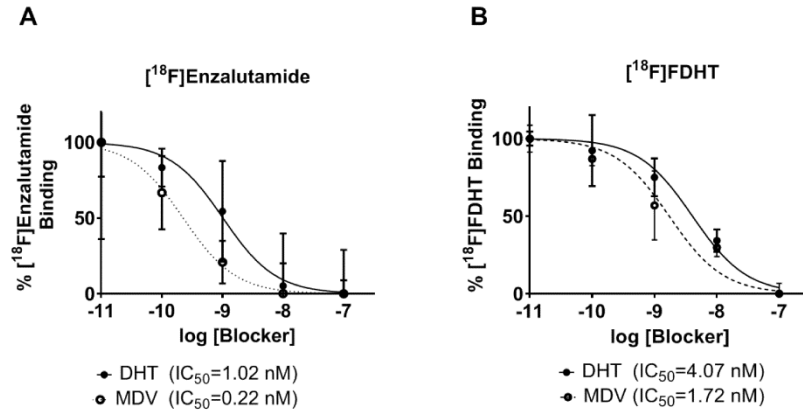 A
[¹⁸F]Enzalutamide
% [¹⁸F]Enzalutamide
Binding
100
50
0
-11 -10 -9 -8 -7
log [Blocker]
DHT (IC₅₀=1.02 nM)
MDV (IC₅₀=0.22 nM)
B
[¹⁸F]FDHT
% [¹⁸F]FDHT Binding
100
50
0
-11 -10 -9 -8 -7
log [Blocker]
DHT (IC₅₀=4.07 nM)
MDV (IC₅₀=1.72 nM)